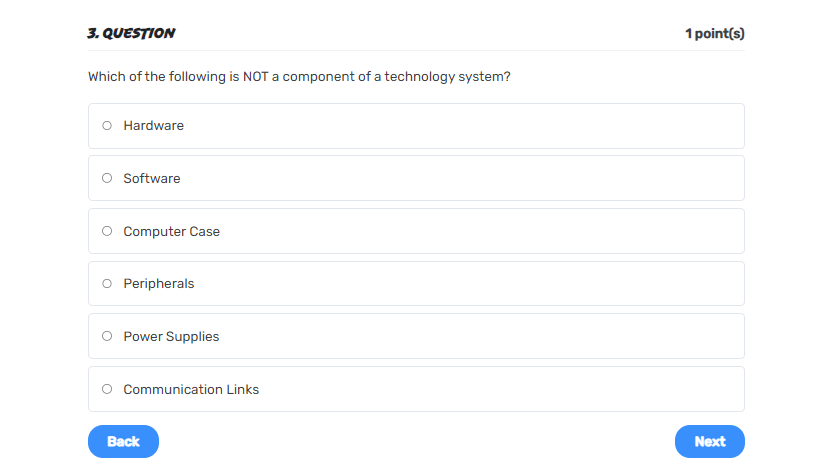 3. QUESTION
1 point(s)
Which of the following is NOT a component of a technology system?
Hardware
Software
Computer Case
Peripherals
Power Supplies
Communication Links
Back
Next